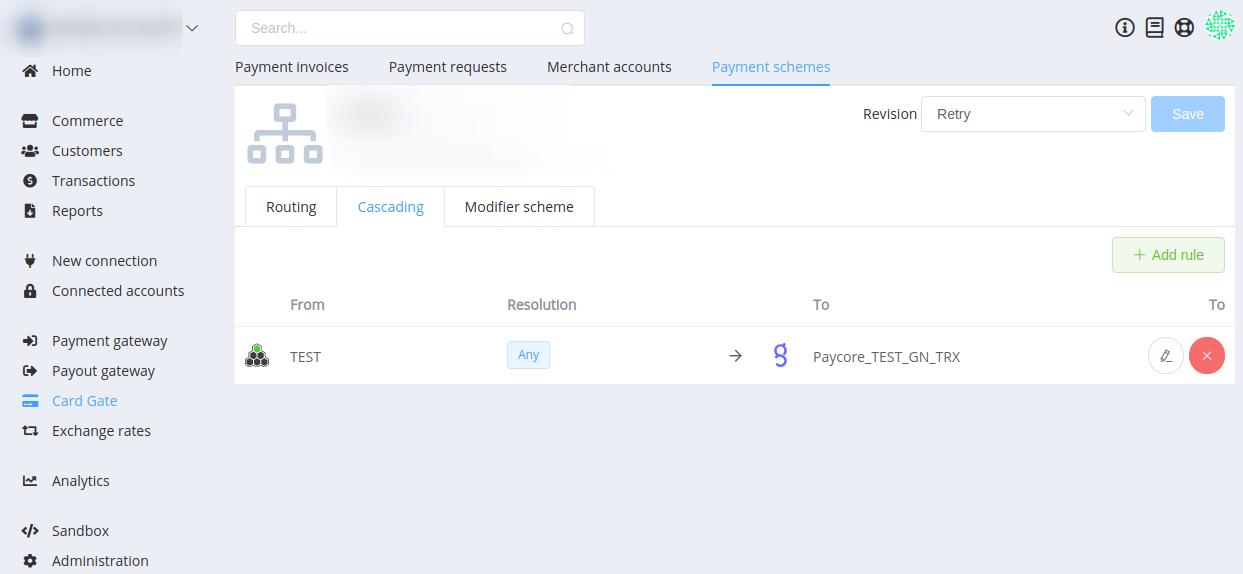 Search...
Home
Commerce
Customers
Transactions
Reports
New connection
Connected accounts
Payment gateway
Payout gateway
Card Gate
Exchange rates
Analytics
Sandbox
Administration
Payment invoices Payment requests Merchant accounts Payment schemes
Revision Retry Save
Routing Cascading Modifier scheme
+ Add rule
From Resolution To To
TEST Any → Paycore_TEST_GN_TRX